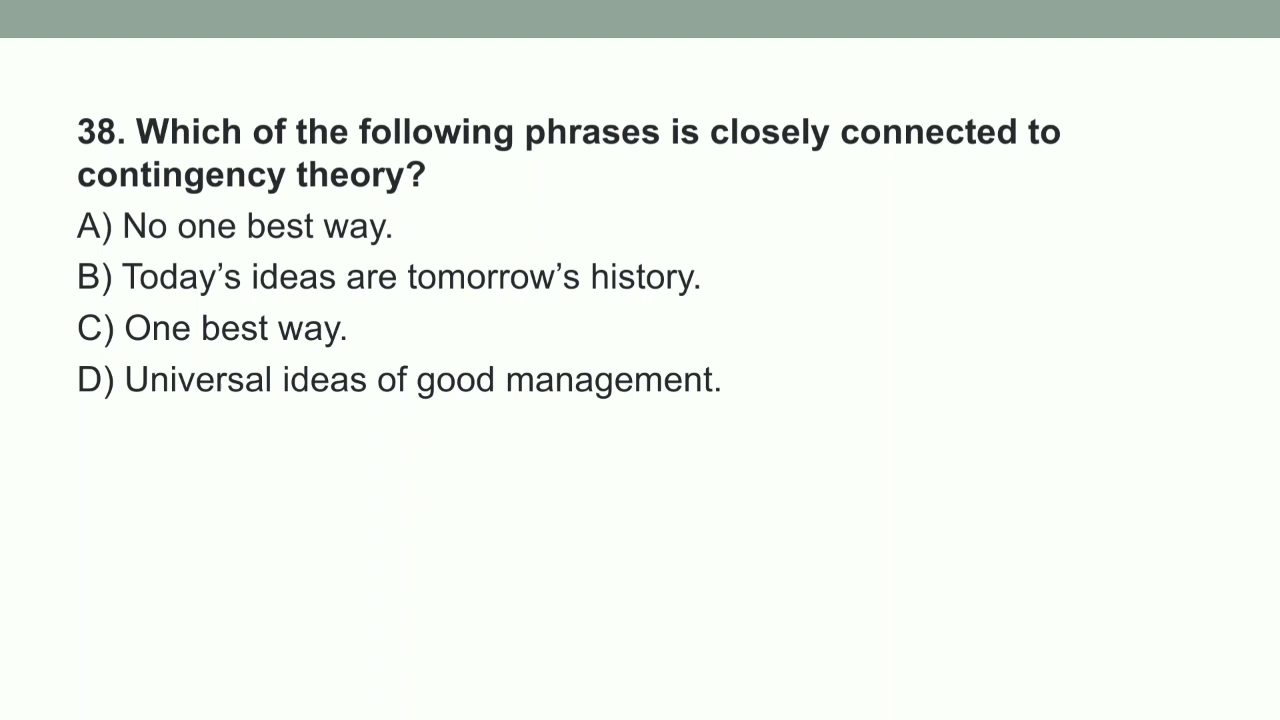 38. Which of the following phrases is closely connected to
contingency theory?
A) No one best way.
B) Today’s ideas are tomorrow’s history.
C) One best way.
D) Universal ideas of good management.